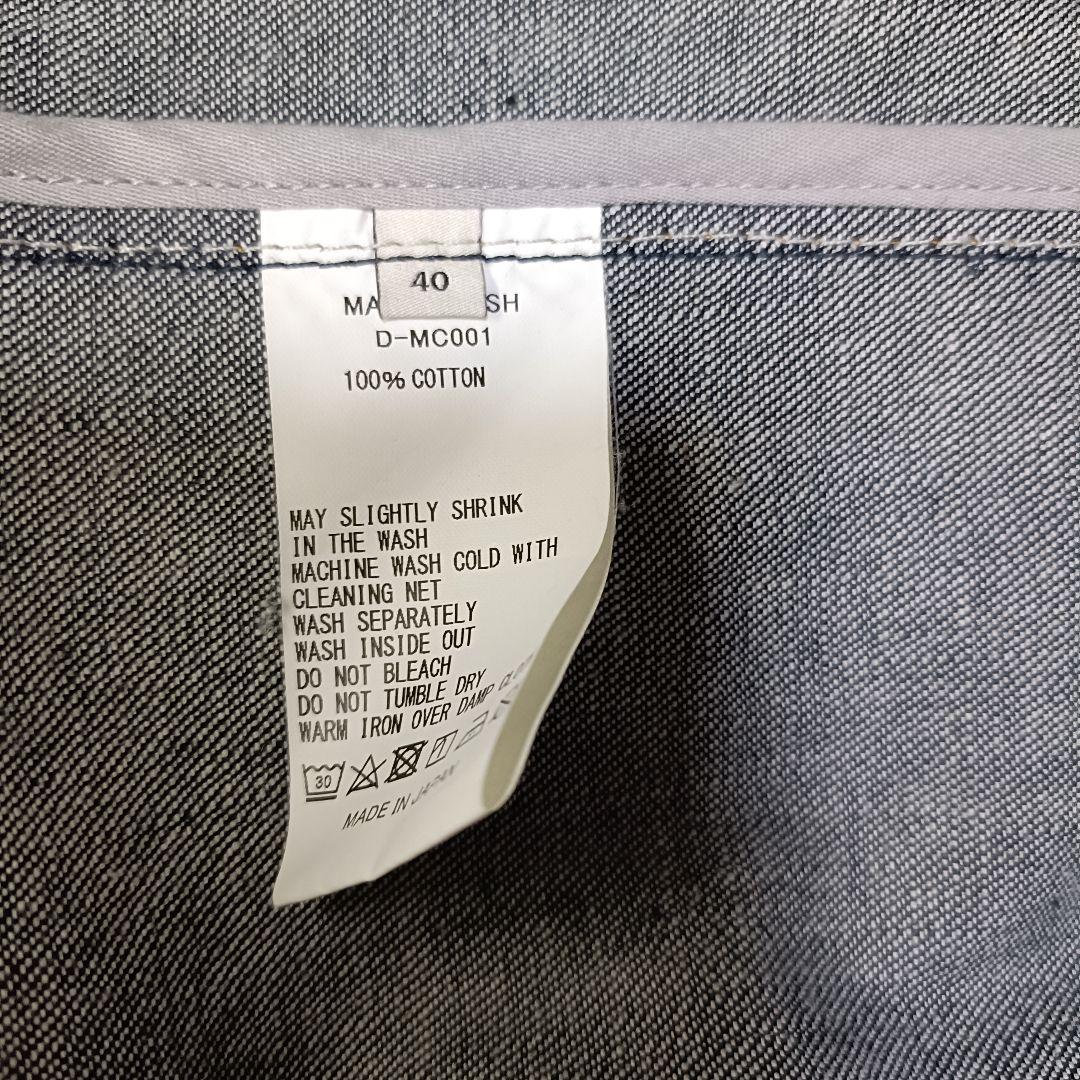 40
MA SH
D-MC001
100% COTTON
MAY SLIGHTLY SHRINK
IN THE WASH
MACHINE WASH COLD WITH
CLEANING NET
WASH SEPARATELY
WASH INSIDE OUT
DO NOT BLEACH
DO NOT TUMBLE DRY
WARM IRON OVER DAMP
30
MADE IN JAPAN